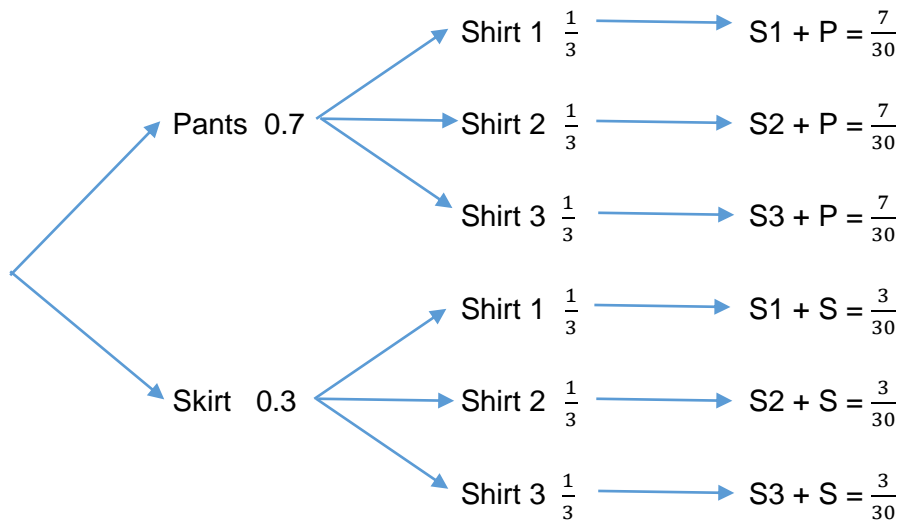 Shirt 1 1/3 S1 + P = 7/30
Pants 0.7 Shirt 2 1/3 S2 + P = 7/30
Shirt 3 1/3 S3 + P = 7/30
Shirt 1 1/3 S1 + S = 3/30
Skirt 0.3 Shirt 2 1/3 S2 + S = 3/30
Shirt 3 1/3 S3 + S = 3/30